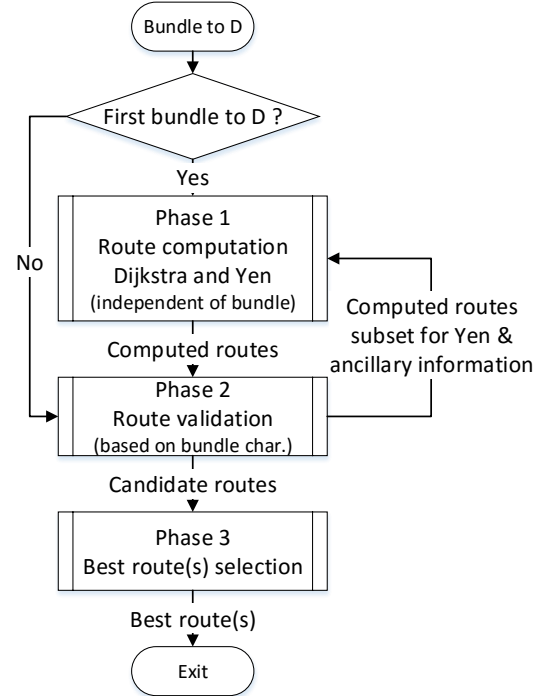 Bundle to D
First bundle to D ?
Yes
No
Phase 1
Route computation
Dijkstra and Yen
(independent of bundle)
Computed routes
subset for Yen &
ancillary information
Computed routes
Phase 2
Route validation
(based on bundle char.)
Candidate routes
Phase 3
Best route(s) selection
Best route(s)
Exit